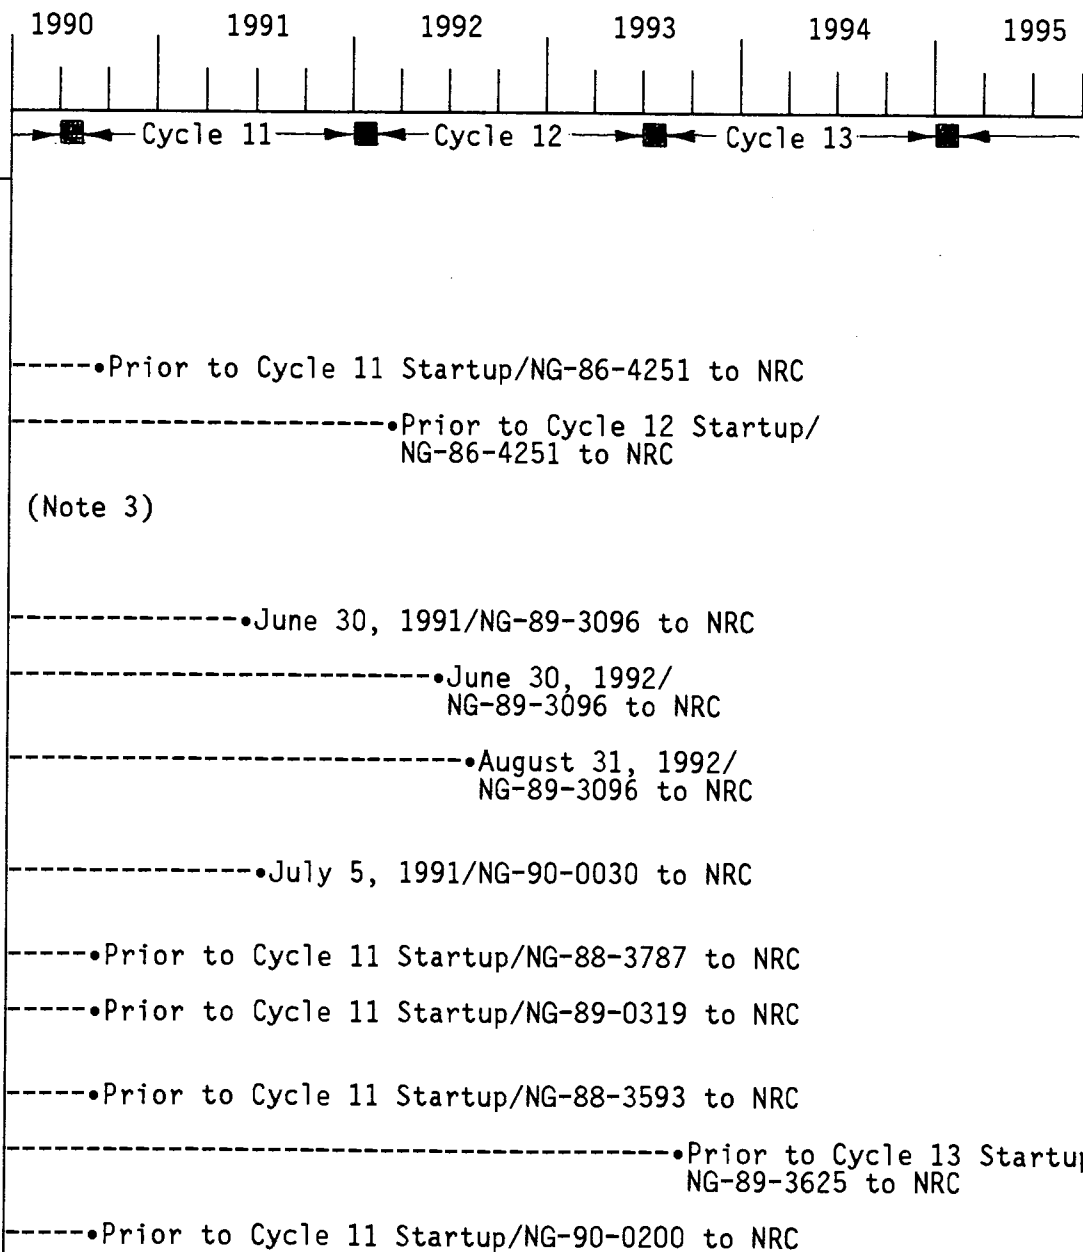 1990 1991 1992 1993 1994 1995
Cycle 11 Cycle 12 Cycle 13
Prior to Cycle 11 Startup/NG-86-4251 to NRC
Prior to Cycle 12 Startup/
NG-86-4251 to NRC
(Note 3)
June 30, 1991/NG-89-3096 to NRC
June 30, 1992/
NG-89-3096 to NRC
August 31, 1992/
NG-89-3096 to NRC
July 5, 1991/NG-90-0030 to NRC
Prior to Cycle 11 Startup/NG-88-3787 to NRC
Prior to Cycle 11 Startup/NG-89-0319 to NRC
Prior to Cycle 11 Startup/NG-88-3593 to NRC
Prior to Cycle 13 Startup
NG-89-3625 to NRC
Prior to Cycle 11 Startup/NG-90-0200 to NRC